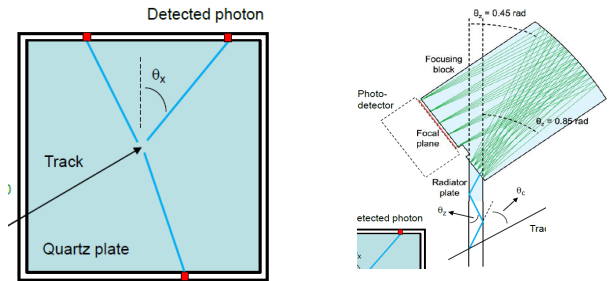 Detected photon
θx
Track
Quartz plate
θz = 0.45 rad
Focusing
block
Photo-
detector
θz = 0.85 rad
Focal
plane
Radiator
plate
θc
θz
etected photon
x
Trac